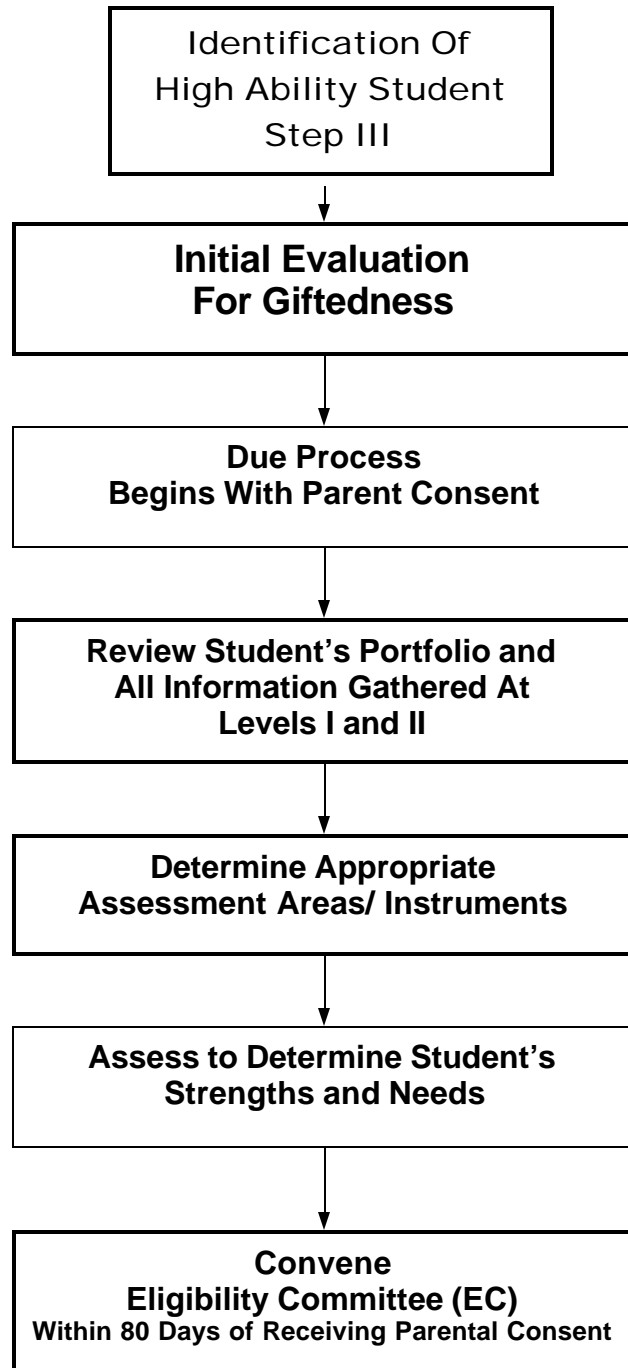 Identification Of
High Ability Student
Step III
Initial Evaluation
For Giftedness
Due Process
Begins With Parent Consent
Review Student’s Portfolio and
All Information Gathered At
Levels I and II
Determine Appropriate
Assessment Areas/ Instruments
Assess to Determine Student’s
Strengths and Needs
Convene
Eligibility Committee (EC)
Within 80 Days of Receiving Parental Consent